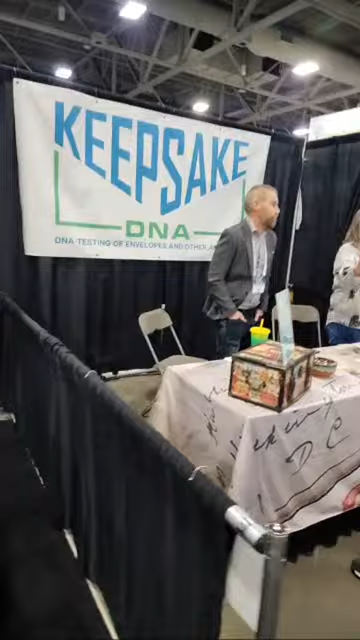 KEEPSAKE
DNA
DNA TESTING OF ENVELOPES AND OTHER
D C